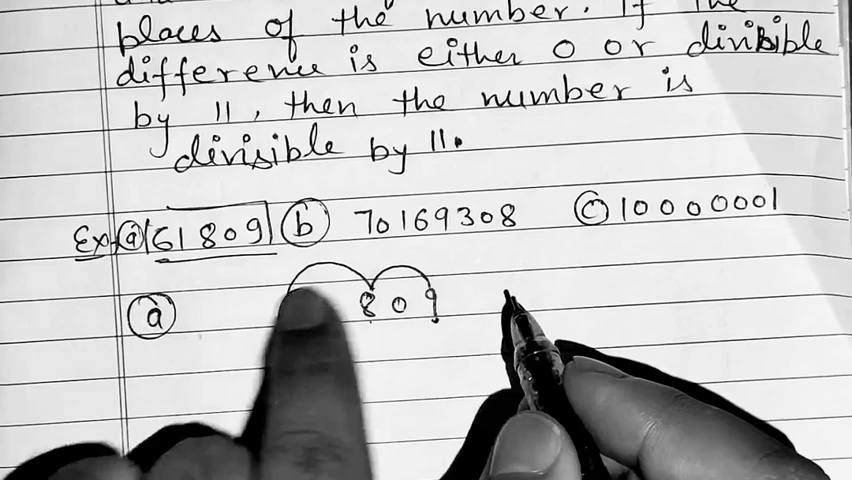 places of the number. If the
difference is either 0 or divisible
by 11, then the number is
divisible by 11.
Ex. (a) 61809 (b) 70169308 (c) 10000001
(a) 809